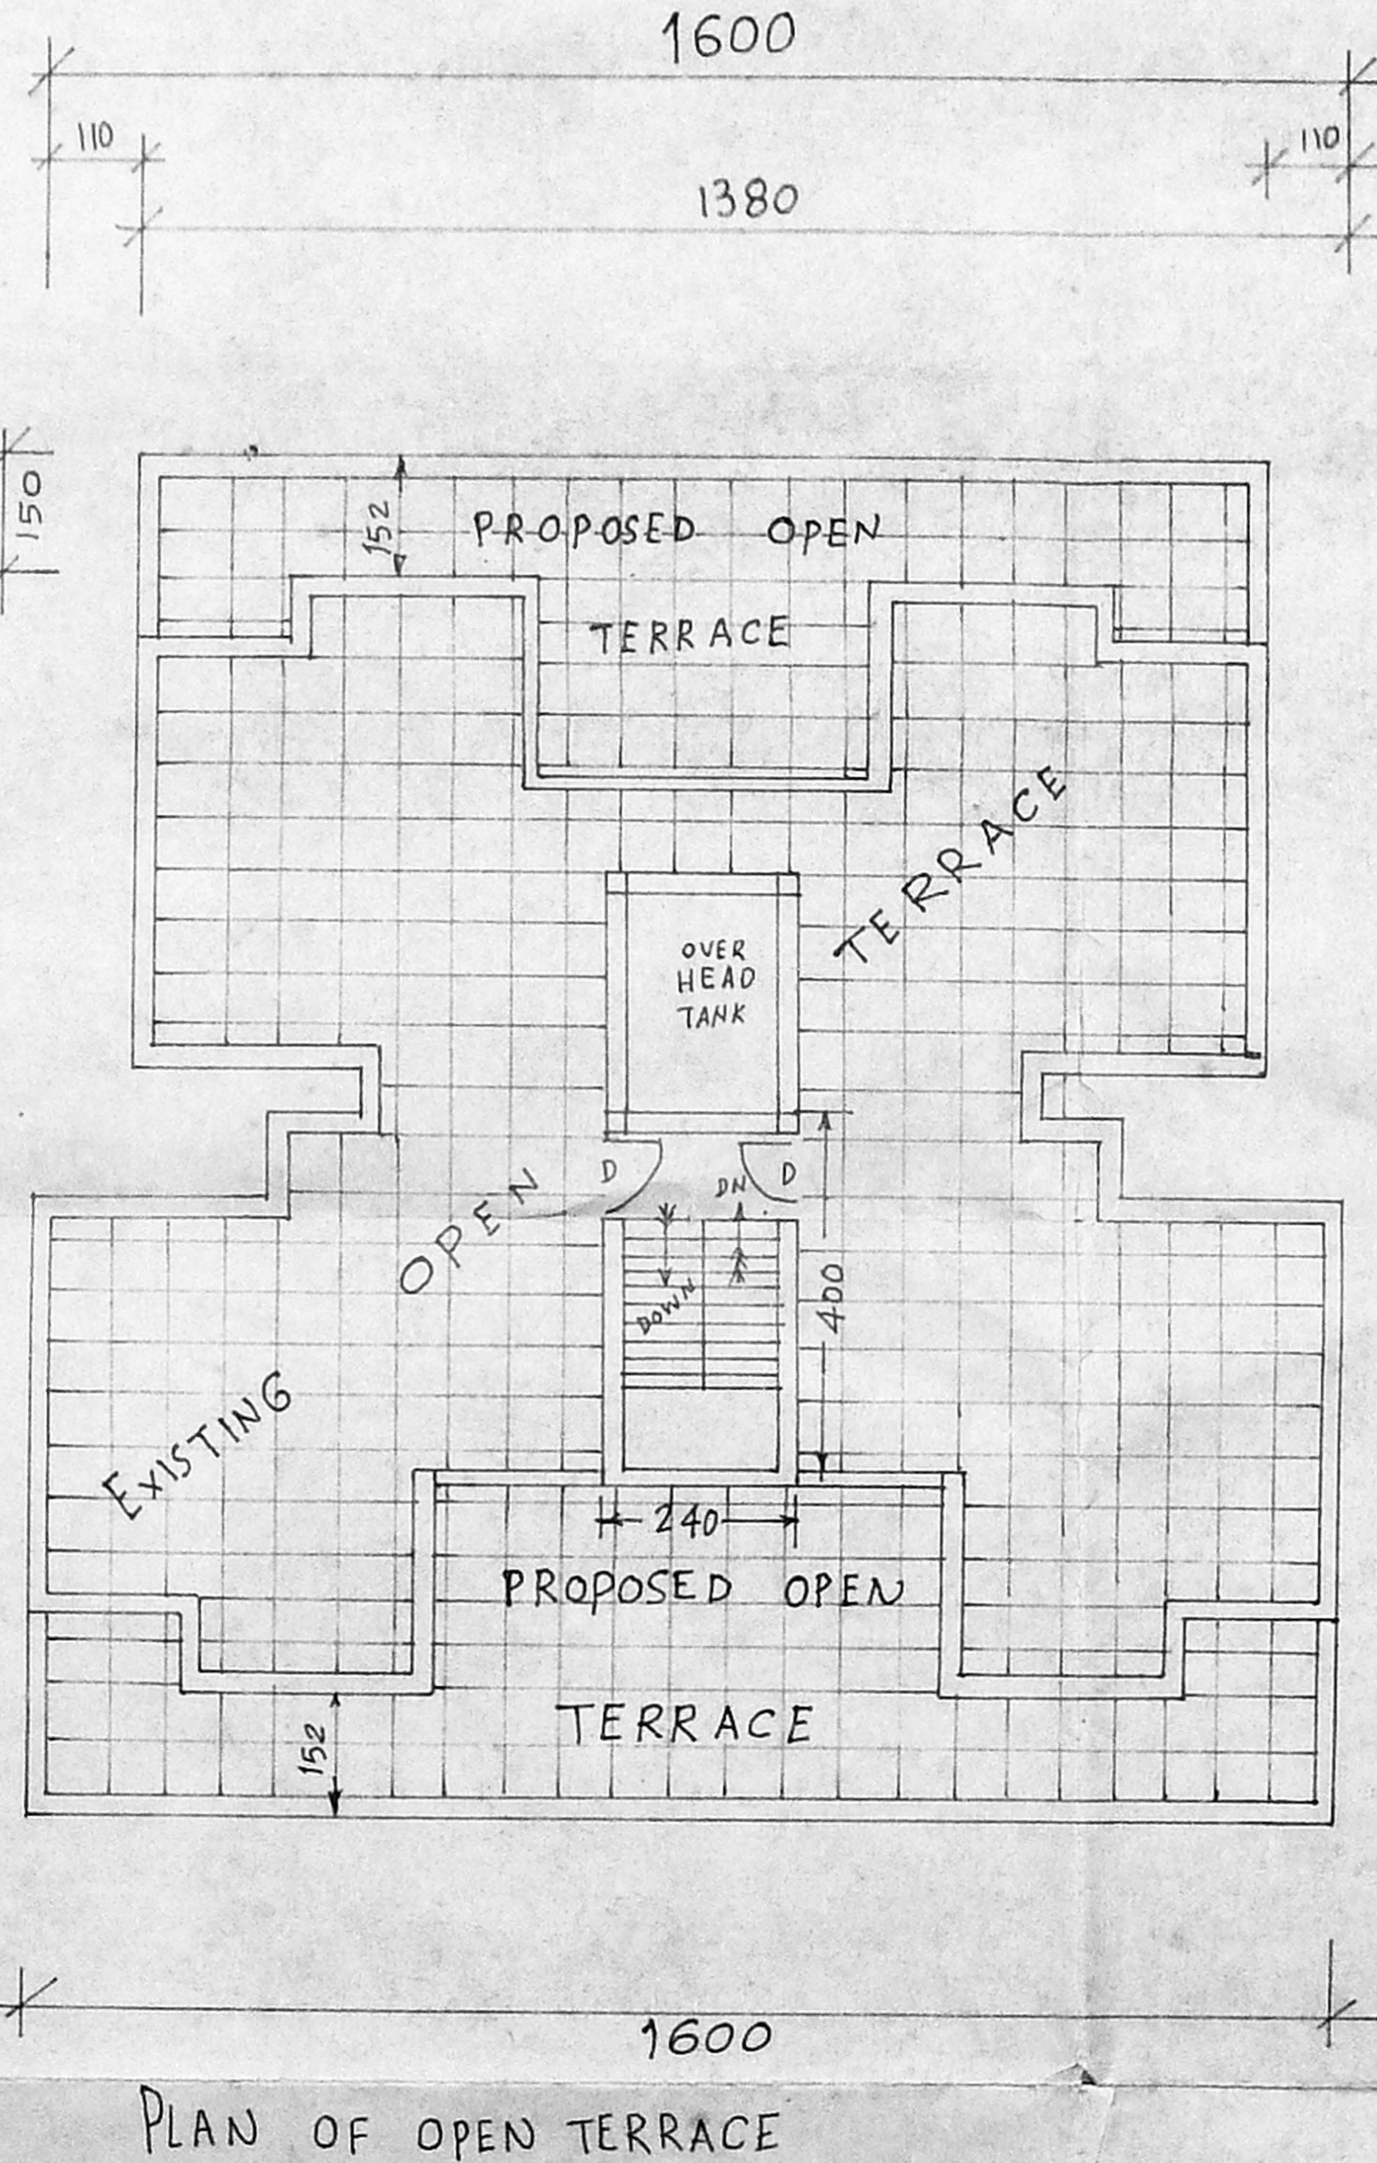 1600
110
110
1380
150
152
PROPOSED OPEN
TERRACE
TERRACE
OVER
HEAD
TANK
D
D
DN
OPEN
DOWN
400
EXISTING
240
PROPOSED OPEN
TERRACE
152
1600
PLAN OF OPEN TERRACE